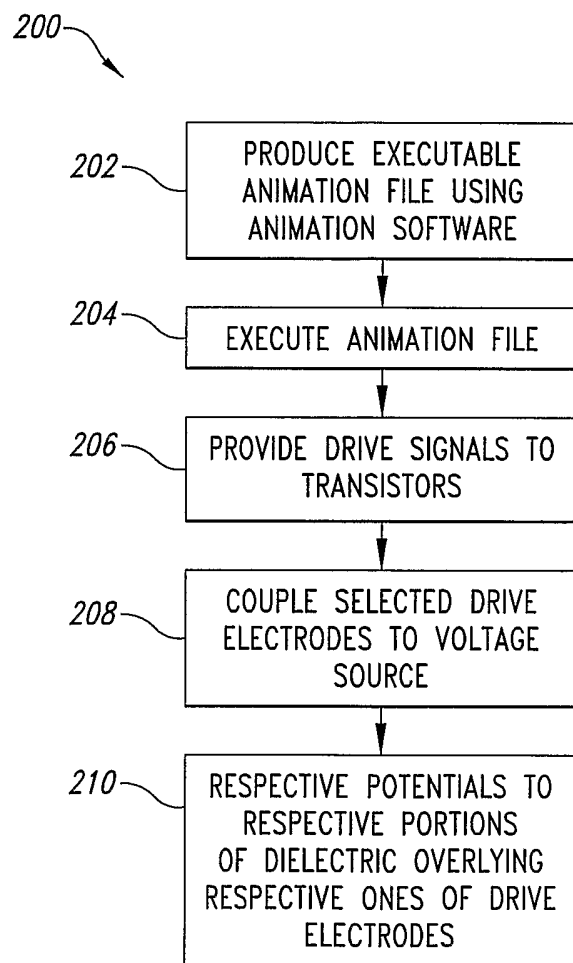 200
202
PRODUCE EXECUTABLE
ANIMATION FILE USING
ANIMATION SOFTWARE
204
EXECUTE ANIMATION FILE
206
PROVIDE DRIVE SIGNALS TO
TRANSISTORS
208
COUPLE SELECTED DRIVE
ELECTRODES TO VOLTAGE
SOURCE
210
RESPECTIVE POTENTIALS TO
RESPECTIVE PORTIONS
OF DIELECTRIC OVERLYING
RESPECTIVE ONES OF DRIVE
ELECTRODES